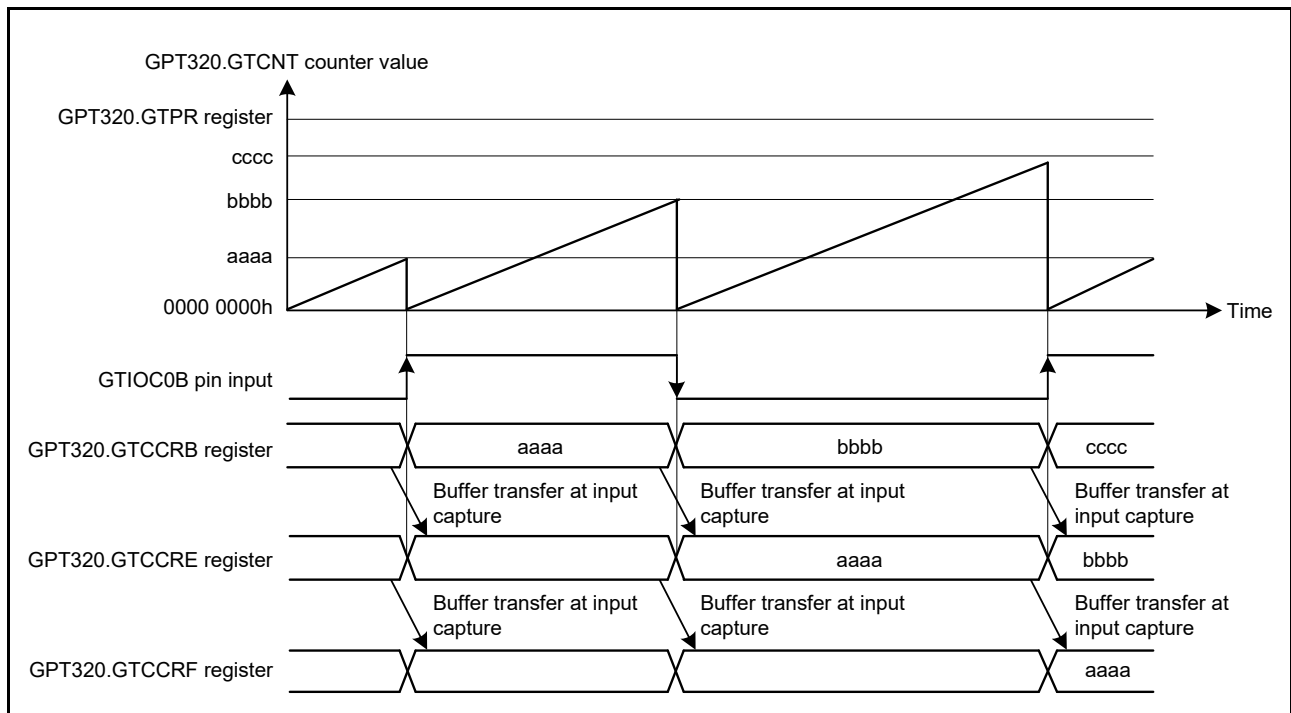 GPT320.GTCNT counter value
GPT320.GTPR register
cccc
bbbb
aaaa
0000 0000h
Time
GTIOC0B pin input
GPT320.GTCCRB register
aaaa
bbbb
cccc
Buffer transfer at input
capture
Buffer transfer at input
capture
Buffer transfer at
input capture
GPT320.GTCCRE register
aaaa
bbbb
Buffer transfer at input
capture
Buffer transfer at input
capture
Buffer transfer at
input capture
GPT320.GTCCRF register
aaaa